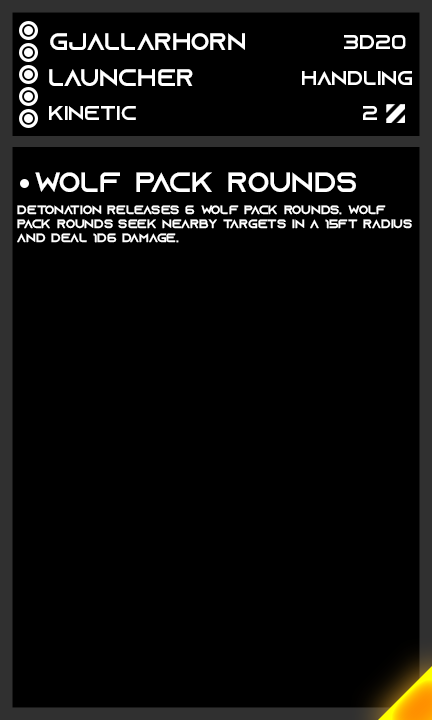 GJALLARHORN 3D20
LAUNCHER HANDLING
KINETIC 2
•WOLF PACK ROUNDS
DETONATION RELEASES 6 WOLF PACK ROUNDS. WOLF
PACK ROUNDS SEEK NEARBY TARGETS IN A 15FT RADIUS
AND DEAL 1D6 DAMAGE.